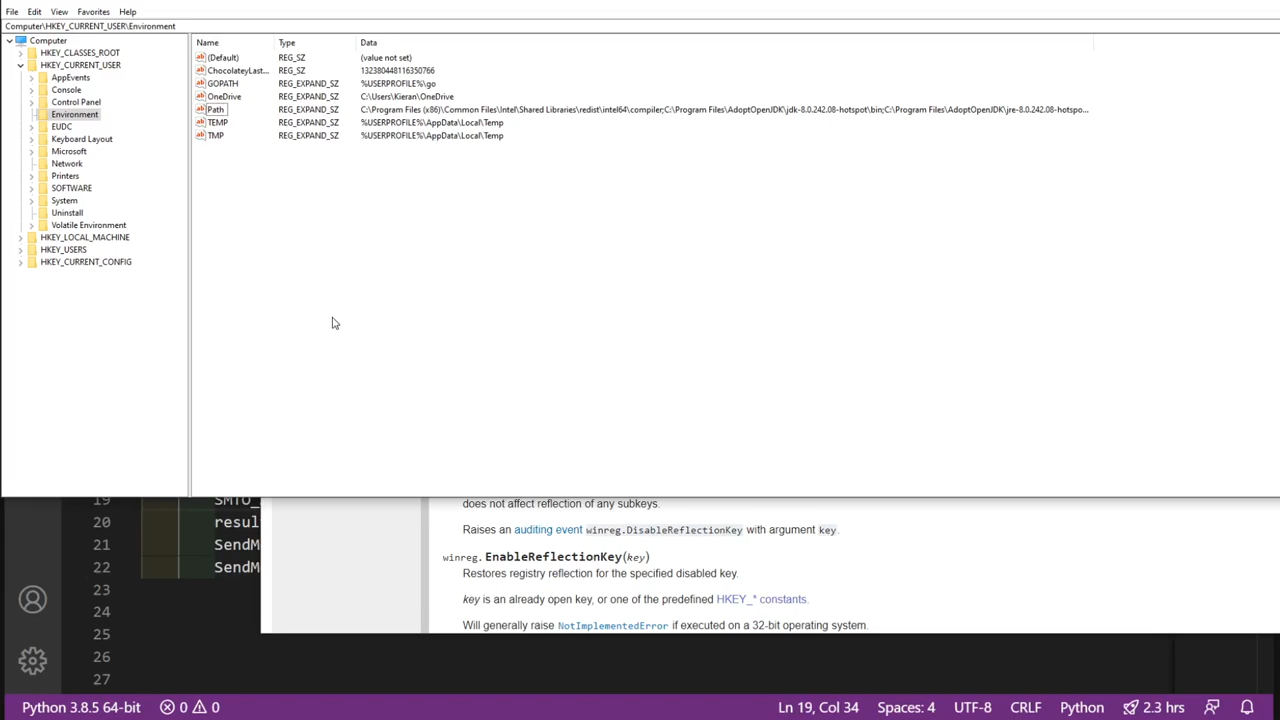 File Edit View Favorites Help
Computer\HKEY_CURRENT_USER\Environment
Computer
HKEY_CLASSES_ROOT
HKEY_CURRENT_USER
AppEvents
Console
Control Panel
Environment
EUDC
Keyboard Layout
Microsoft
Network
Printers
SOFTWARE
System
Uninstall
Volatile Environment
HKEY_LOCAL_MACHINE
HKEY_USERS
HKEY_CURRENT_CONFIG
Name Type Data
(Default) REG_SZ (value not set)
ChocolateyLast... REG_SZ 132380448116350766
GOPATH REG_EXPAND_SZ %USERPROFILE%\go
OneDrive REG_EXPAND_SZ C:\Users\Kieran\OneDrive
Path REG_EXPAND_SZ C:\Program Files (x86)\Common Files\Intel\Shared Libraries\redist\intel64\compiler;C:\Program Files\AdoptOpenJDK\jdk-8.0.242.08-hotspot\bin;C:\Program Files\AdoptOpenJDK\jre-8.0.242.08-hotspo...
TEMP REG_EXPAND_SZ %USERPROFILE%\AppData\Local\Temp
TMP REG_EXPAND_SZ %USERPROFILE%\AppData\Local\Temp
19 SMTO_
20 resul
21 SendM
22 SendM
23
24
25
26
27
does not affect reflection of any subkeys.
Raises an auditing event winreg.DisableReflectionKey with argument key.
winreg.EnableReflectionKey(key)
Restores registry reflection for the specified disabled key.
key is an already open key, or one of the predefined HKEY_* constants.
Will generally raise NotImplementedError if executed on a 32-bit operating system.
Python 3.8.5 64-bit 0 0 Ln 19, Col 34 Spaces: 4 UTF-8 CRLF Python 2.3 hrs